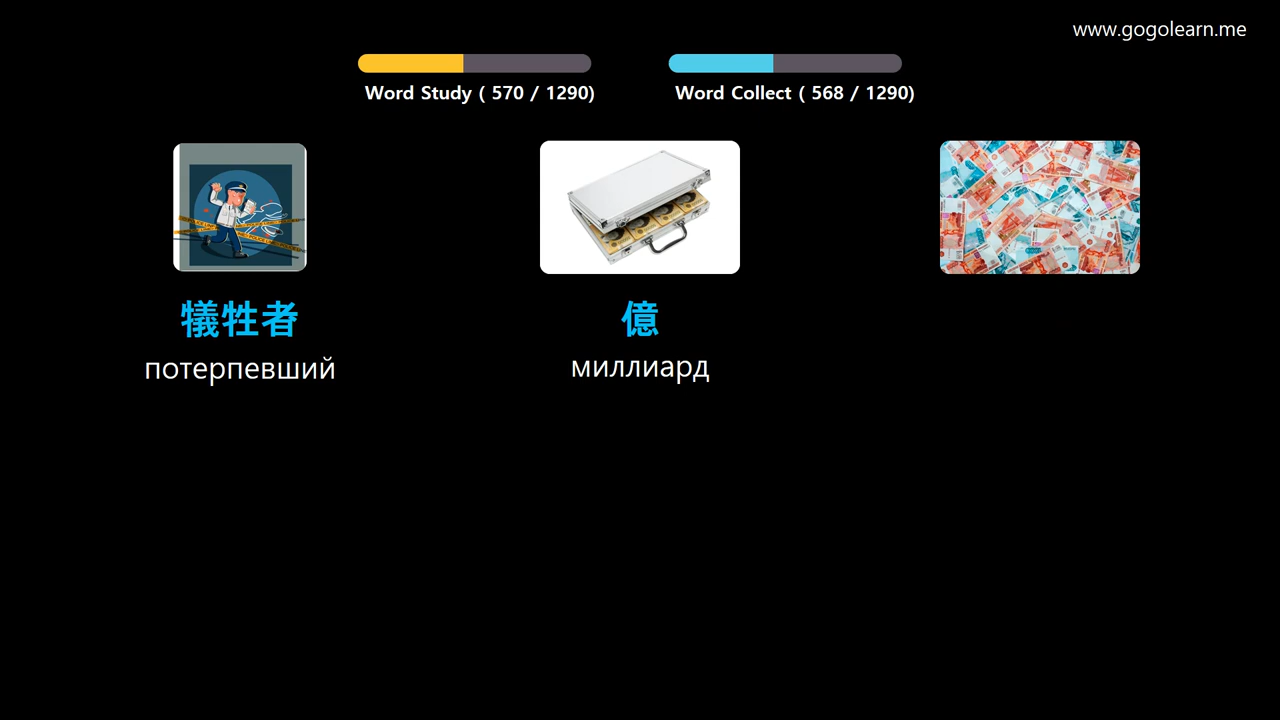 www.gogolearn.me
Word Study ( 570 / 1290)
Word Collect ( 568 / 1290)
犠牲者
потерпевший
億
миллиард